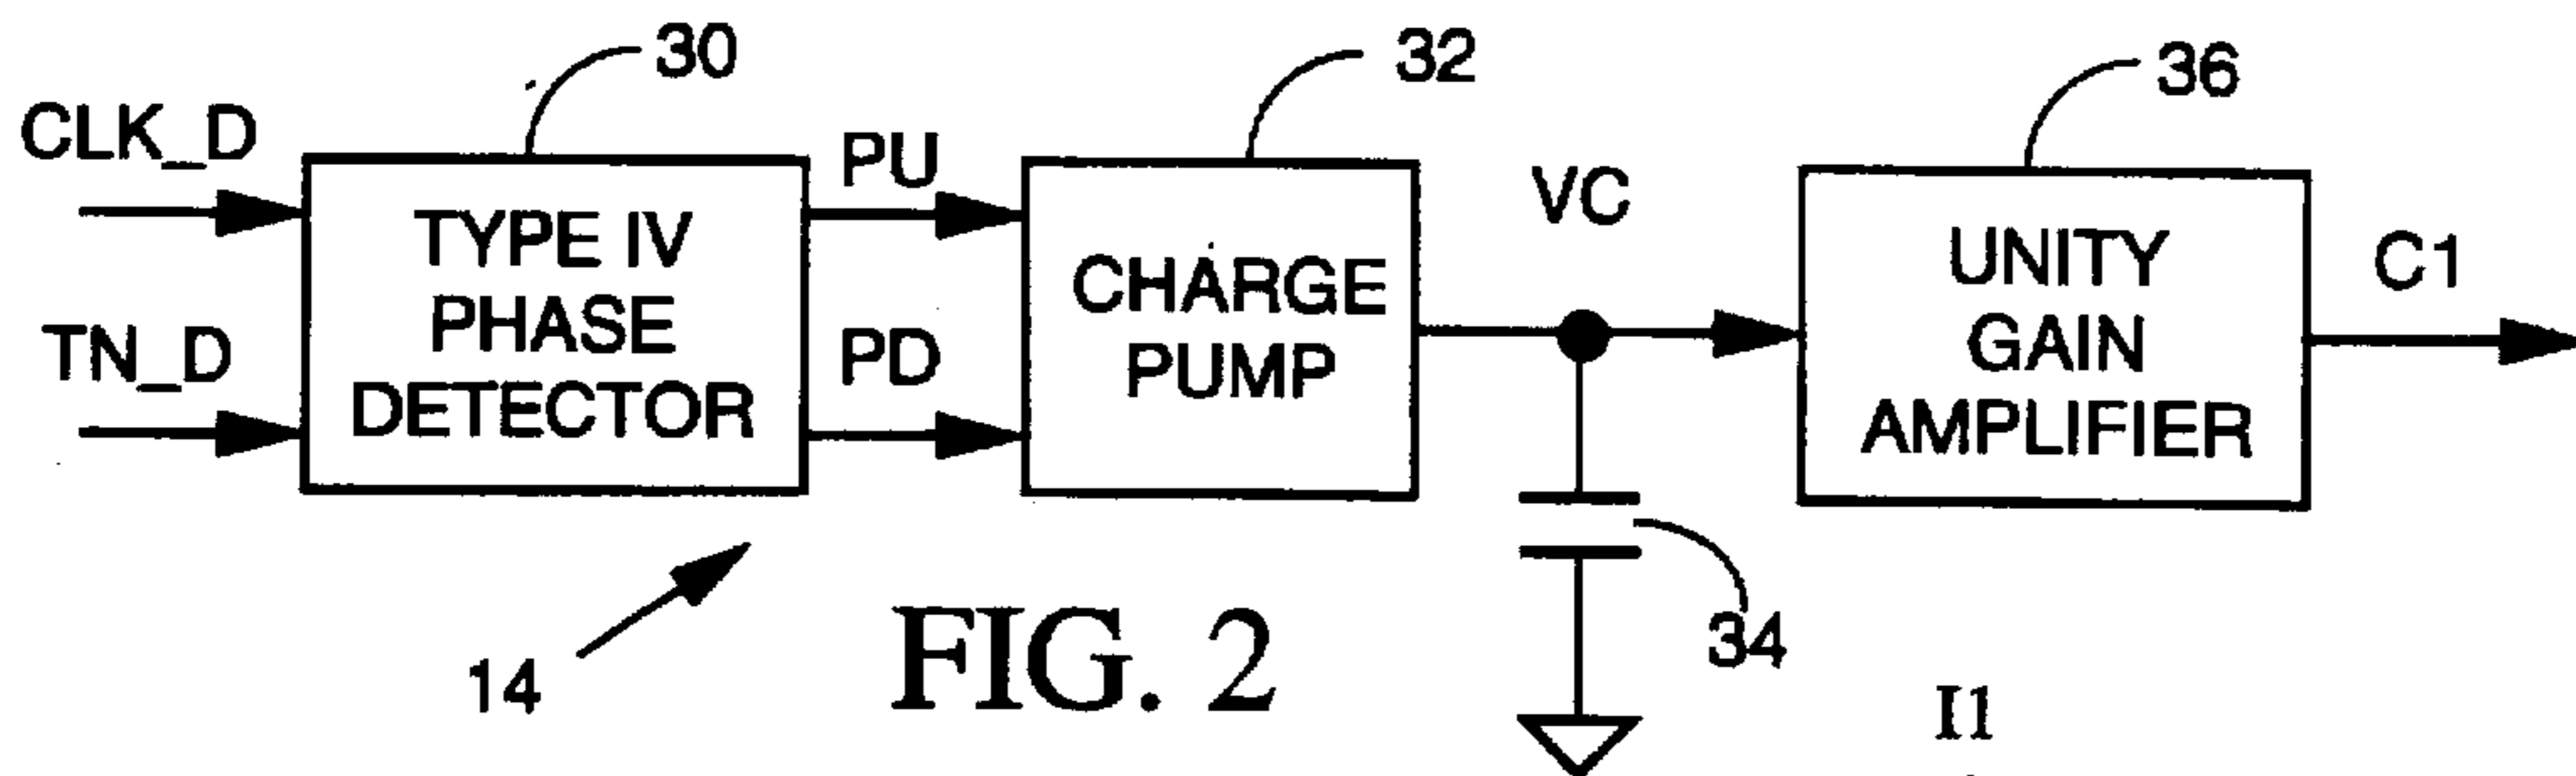 30
32
36
CLK_D
PU
VC
C1
TYPE IV
PHASE
DETECTOR
CHARGE
PUMP
UNITY
GAIN
AMPLIFIER
TN_D
PD
14
FIG. 2
34
I1